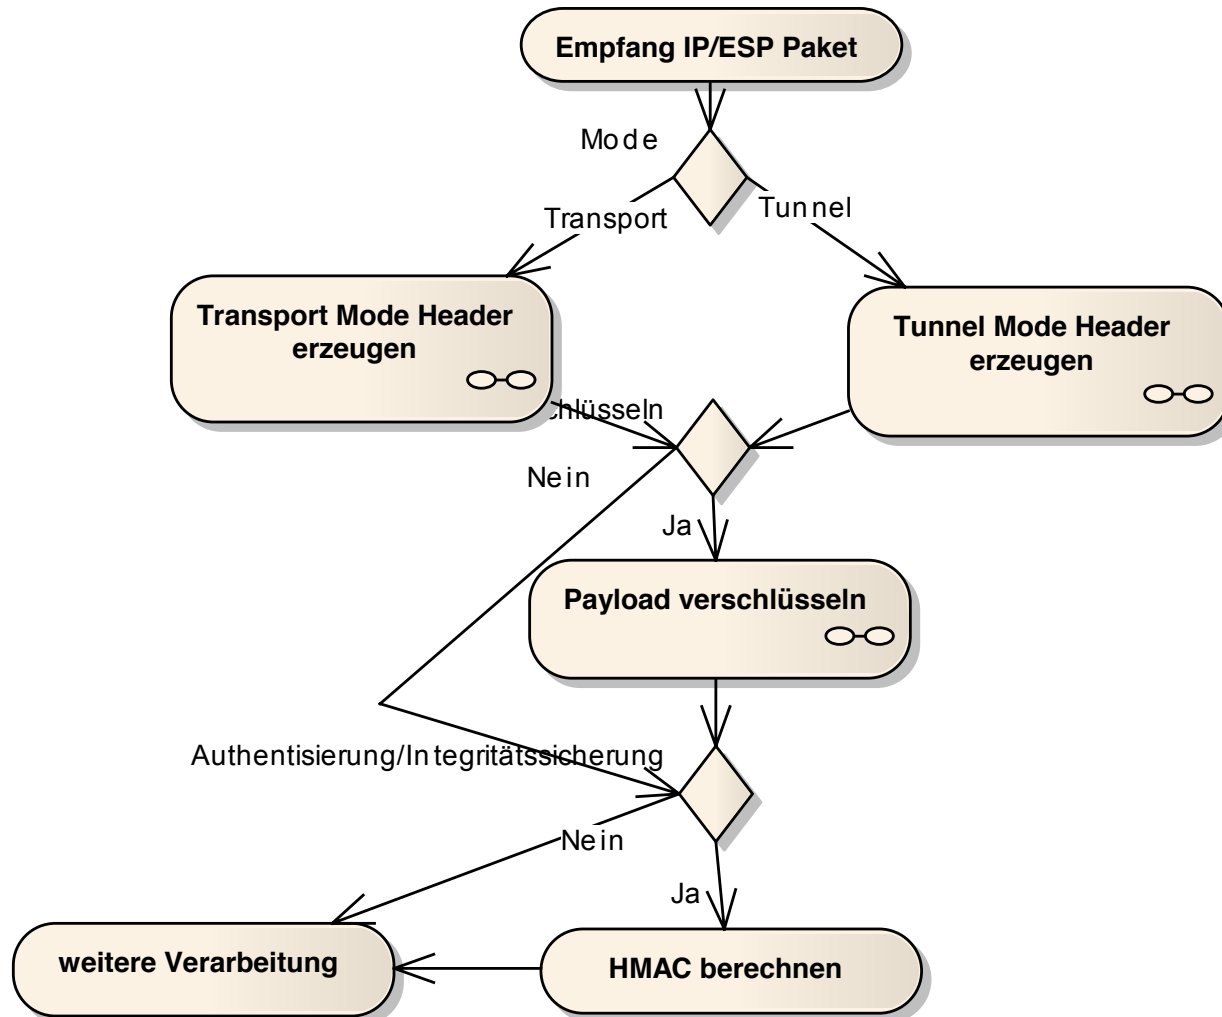 Empfang IP/ESP Paket
Mode
Transport
Tunnel
Transport Mode Header
erzeugen
Tunnel Mode Header
erzeugen
Nein
Ja
Payload verschlüsseln
Authentisierung/Integritätssicherung
Nein
Ja
weitere Verarbeitung
HMAC berechnen